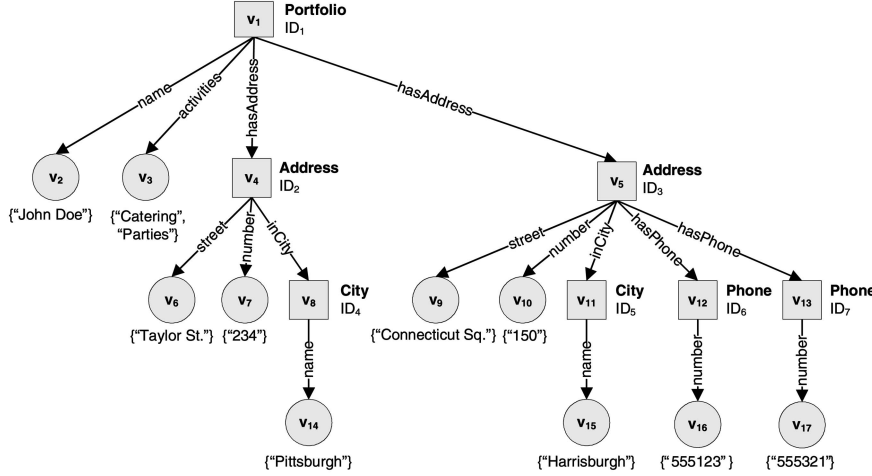 v₁ Portfolio
ID₁
name
activities
hasAddress
hasAddress
v₂
v₃
v₄ Address
ID₂
v₅ Address
ID₃
{“John Doe”}
{“Catering”,
“Parties”}
street
number
inCity
street
number
inCity
hasPhone
hasPhone
v₆
v₇
v₈ City
ID₄
v₉
v₁₀
v₁₁ City
ID₅
v₁₂ Phone
ID₆
v₁₃ Phone
ID₇
{“Taylor St.”}
{“234”}
{“Connecticut Sq.”}
{“150”}
name
name
number
number
v₁₄
v₁₅
v₁₆
v₁₇
{“Pittsburgh”}
{“Harrisburgh”}
{“555123” }
{“555321”}